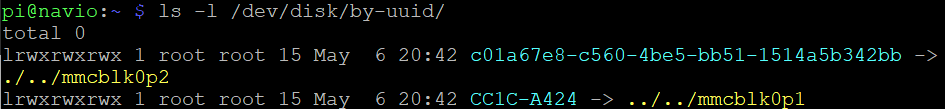 pi@navio:~ $ ls -l /dev/disk/by-uuid/
total 0
lrwxrwxrwx 1 root root 15 May  6 20:42 c01a67e8-c560-4be5-bb51-1514a5b342bb ->
./../mmcblk0p2
lrwxrwxrwx 1 root root 15 May  6 20:42 CC1C-A424 -> ../../mmcblk0p1